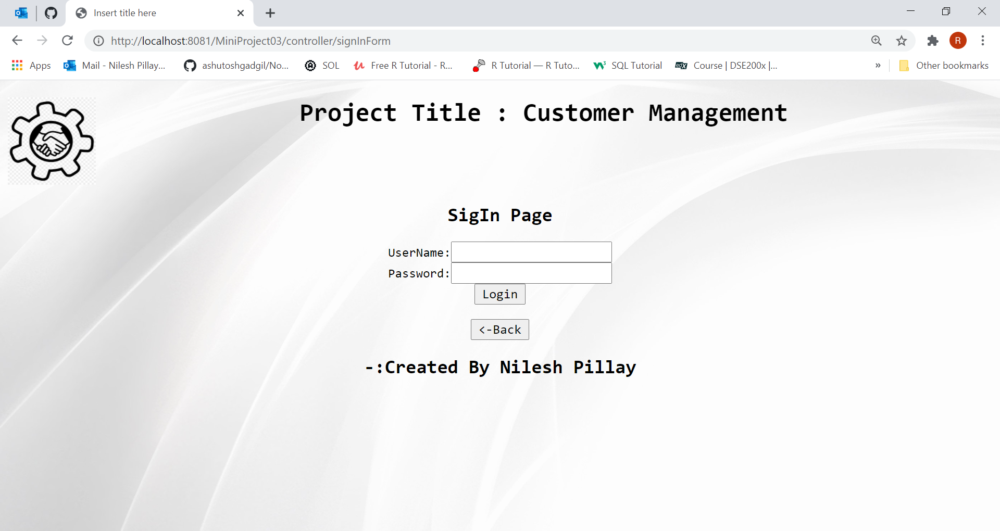 Insert title here
http://localhost:8081/MiniProject03/controller/signInForm
R
Apps Mail - Nilesh Pillay... ashutoshgadgil/No... SOL Free R Tutorial - R... R Tutorial — R Tuto... SQL Tutorial edX Course | DSE200x |... » Other bookmarks
Project Title : Customer Management
SigIn Page
UserName:
Password:
Login
<-Back
-:Created By Nilesh Pillay